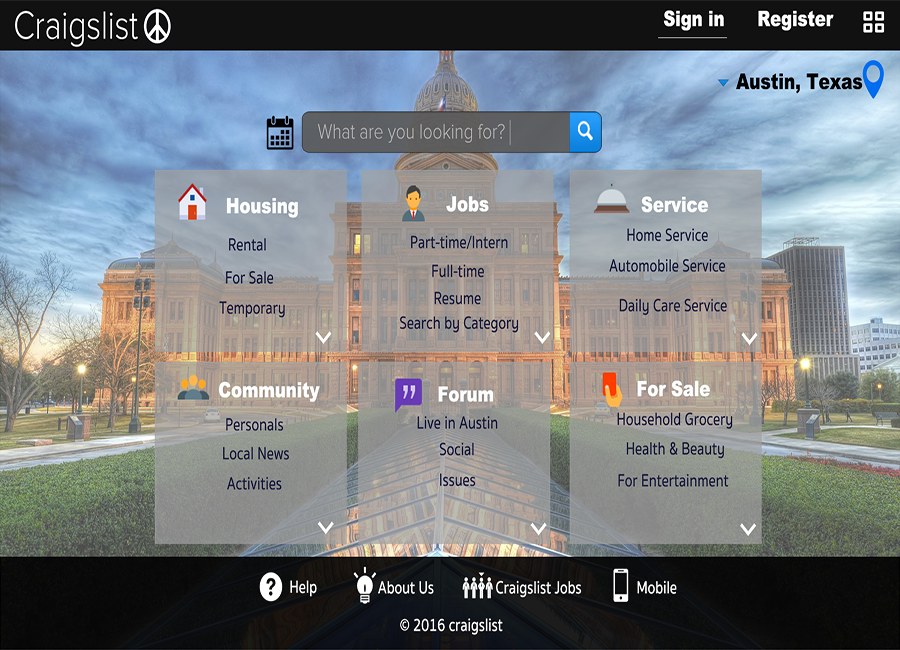 Craigslist
Sign in
Register
Austin, Texas
What are you looking for?
Housing
Rental
For Sale
Temporary
Jobs
Part-time/Intern
Full-time
Resume
Search by Category
Service
Home Service
Automobile Service
Daily Care Service
Community
Personals
Local News
Activities
Forum
Live in Austin
Social
Issues
For Sale
Household Grocery
Health & Beauty
For Entertainment
Help
About Us
Craigslist Jobs
Mobile
© 2016 craigslist